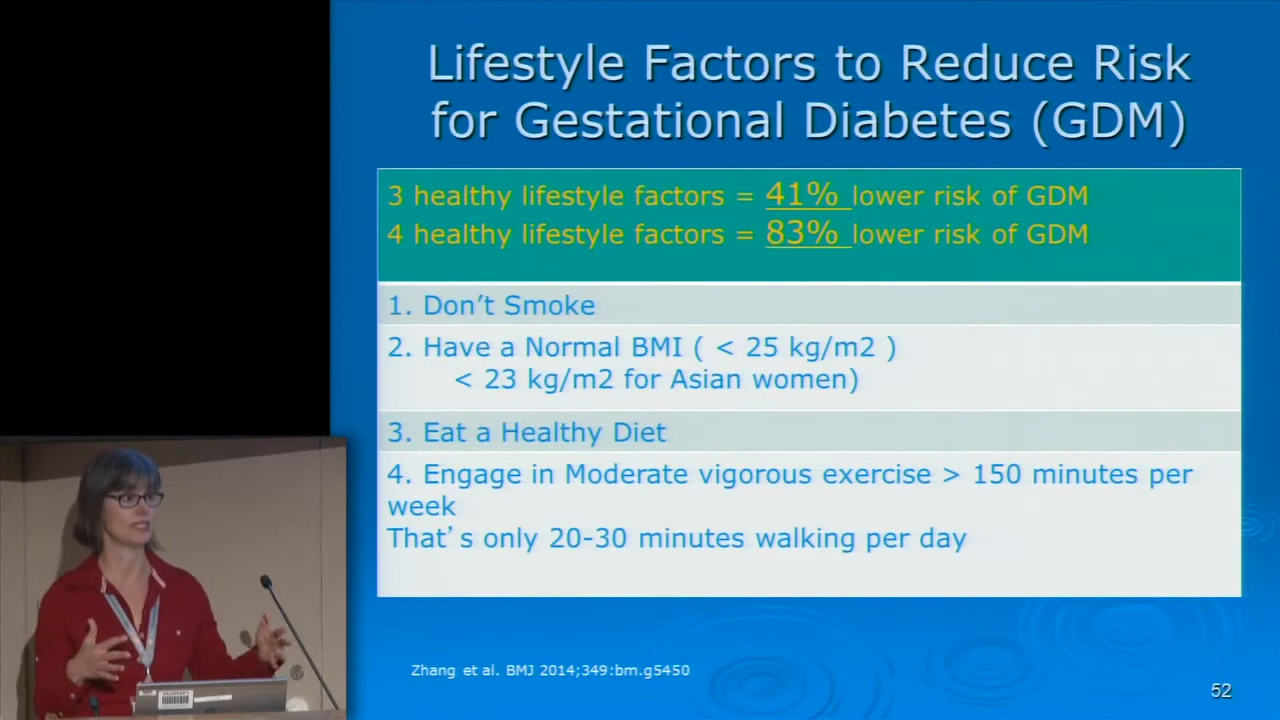 Lifestyle Factors to Reduce Risk
for Gestational Diabetes (GDM)
3 healthy lifestyle factors = 41% lower risk of GDM
4 healthy lifestyle factors = 83% lower risk of GDM
1. Don’t Smoke
2. Have a Normal BMI ( < 25 kg/m2 )
< 23 kg/m2 for Asian women)
3. Eat a Healthy Diet
4. Engage in Moderate vigorous exercise > 150 minutes per
week
That’s only 20-30 minutes walking per day
Zhang et al. BMJ 2014;349:bm.g5450
52